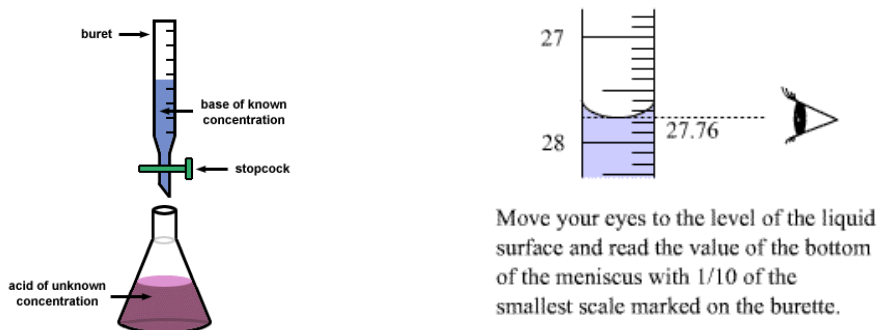 buret
base of known
concentration
stopcock
acid of unknown
concentration
27
27.76
28
Move your eyes to the level of the liquid
surface and read the value of the bottom
of the meniscus with 1/10 of the
smallest scale marked on the burette.